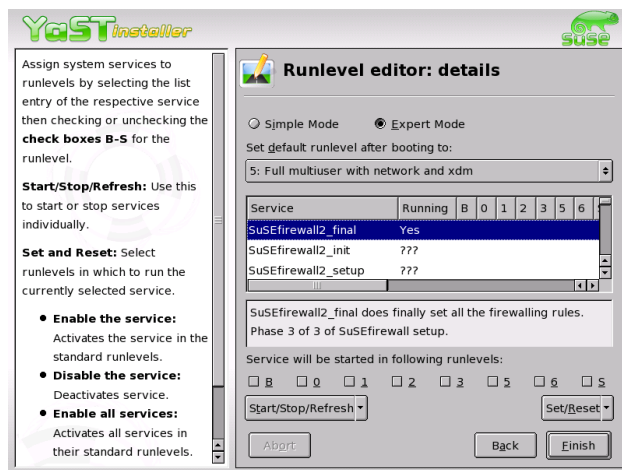 YaST installer
SuSE
Assign system services to
runlevels by selecting the list
entry of the respective service
then checking or unchecking the
check boxes B-S for the
runlevel.
Start/Stop/Refresh: Use this
to start or stop services
individually.
Set and Reset: Select
runlevels in which to run the
currently selected service.
Enable the service:
Activates the service in the
standard runlevels.
Disable the service:
Deactivates service.
Enable all services:
Activates all services in
their standard runlevels.
Runlevel editor: details
Simple Mode Expert Mode
Set default runlevel after booting to:
5: Full multiuser with network and xdm
Service Running B 0 1 2 3 5 6
SuSEfirewall2_final Yes
SuSEfirewall2_init ???
SuSEfirewall2_setup ???
SuSEfirewall2_final does finally set all the firewalling rules.
Phase 3 of 3 of SuSEfirewall setup.
Service will be started in following runlevels:
B 0 1 2 3 5 6 S
Start/Stop/Refresh Set/Reset
Abort Back Finish